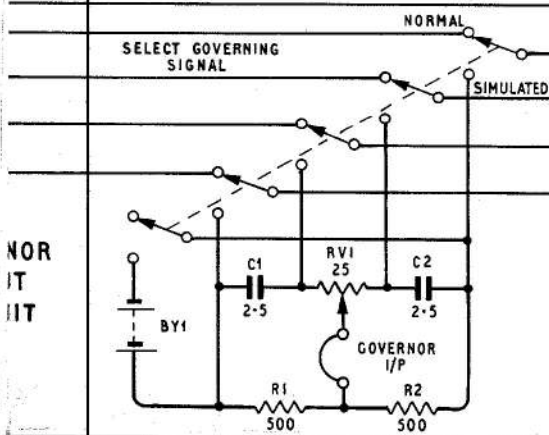 NORMAL
SELECT GOVERNING
SIGNAL
SIMULATED
NOR
IT
IIT
RV1
25
C1
2·5
C2
2·5
BY1
GOVERNOR
I/P
R1
500
R2
500